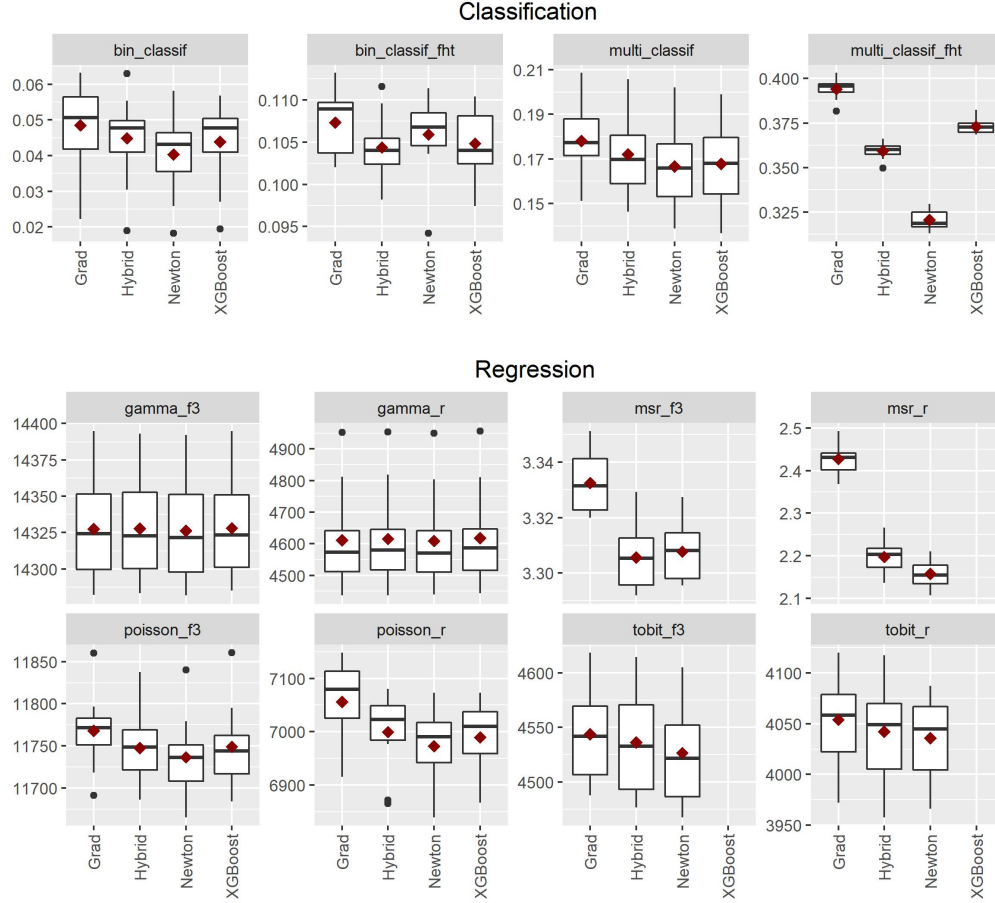 Classification
bin_classif
bin_classif_fht
multi_classif
multi_classif_fht
0.06
0.05
0.04
0.03
0.02
0.110
0.105
0.100
0.095
0.21
0.19
0.17
0.15
0.400
0.375
0.350
0.325
Grad
Hybrid
Newton
XGBoost
Grad
Hybrid
Newton
XGBoost
Grad
Hybrid
Newton
XGBoost
Grad
Hybrid
Newton
XGBoost
Regression
gamma_f3
gamma_r
msr_f3
msr_r
14400
14375
14350
14325
14300
4900
4800
4700
4600
4500
3.34
3.32
3.30
2.5
2.4
2.3
2.2
2.1
poisson_f3
poisson_r
tobit_f3
tobit_r
11850
11800
11750
11700
7100
7000
6900
4600
4550
4500
4100
4050
4000
3950
Grad
Hybrid
Newton
XGBoost
Grad
Hybrid
Newton
XGBoost
Grad
Hybrid
Newton
XGBoost
Grad
Hybrid
Newton
XGBoost